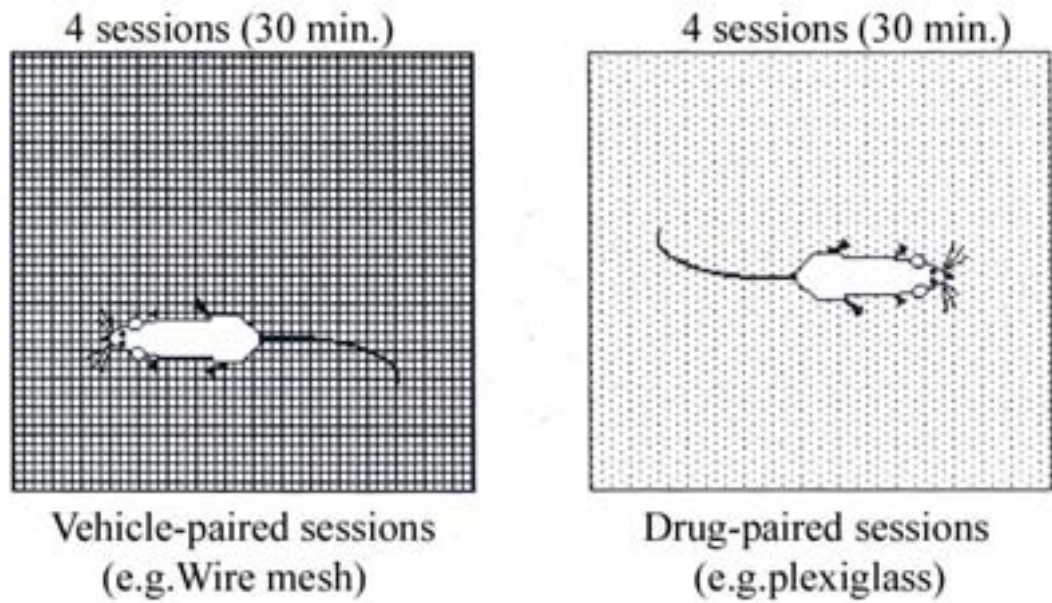 4 sessions (30 min.)
4 sessions (30 min.)
Vehicle-paired sessions
(e.g.Wire mesh)
Drug-paired sessions
(e.g.plexiglass)